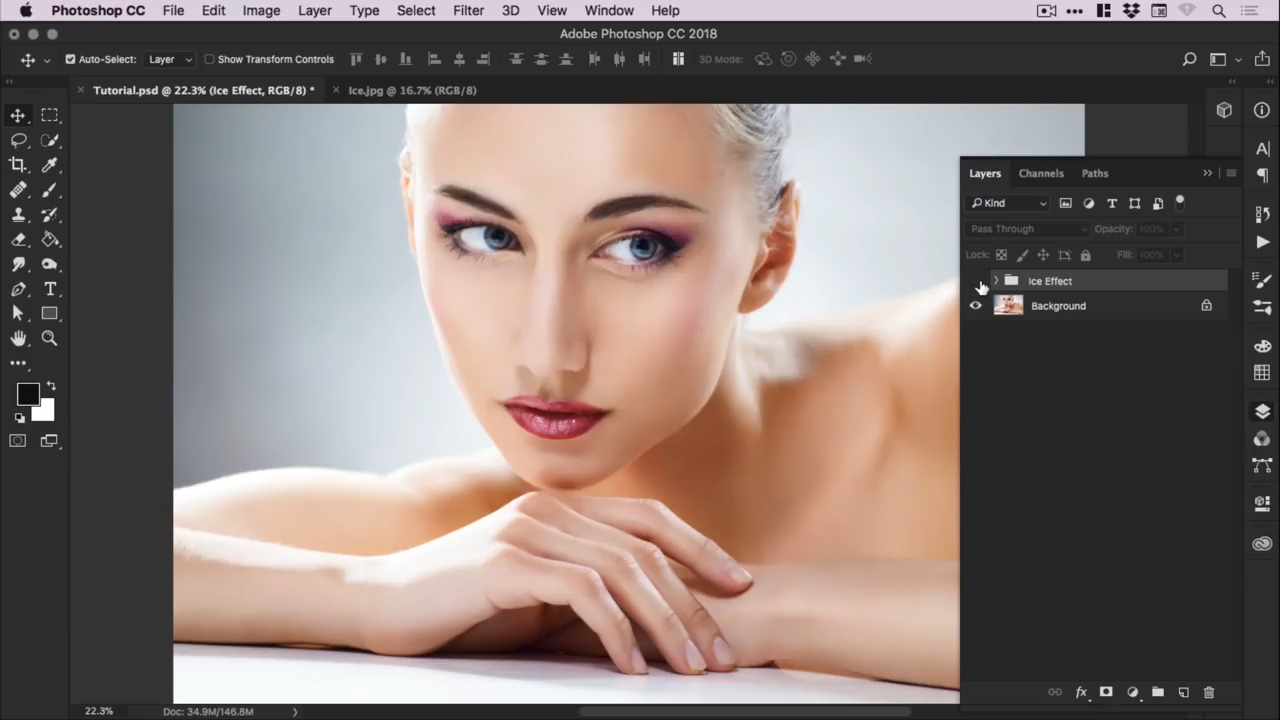 Photoshop CC File Edit Image Layer Type Select Filter 3D View Window Help
Adobe Photoshop CC 2018
Auto-Select: Layer Show Transform Controls 3D Mode:
Tutorial.psd @ 22.3% (Ice Effect, RGB/8) * Ice.jpg @ 16.7% (RGB/8)
Layers Channels Paths
Kind
Pass Through Opacity: 100%
Lock: Fill: 100%
Ice Effect
Background
22.3% Doc: 34.9M/146.8M